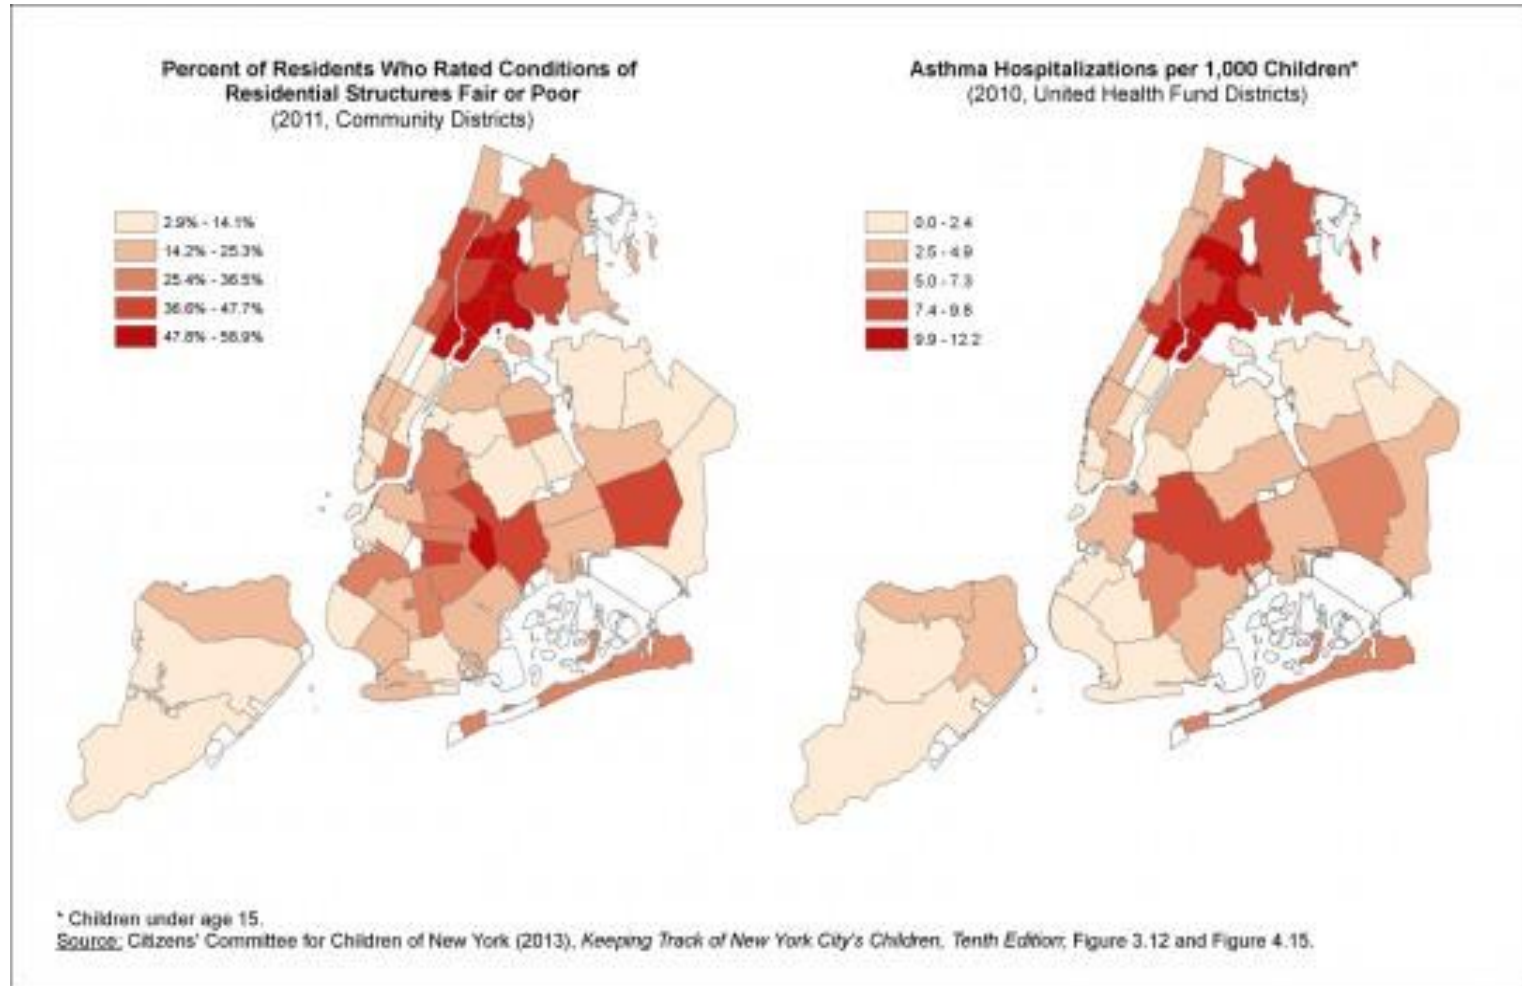 Percent of Residents Who Rated Conditions of
Residential Structures Fair or Poor
(2011, Community Districts)
2.9% - 14.1%
14.2% - 25.3%
25.4% - 36.5%
36.6% - 47.7%
47.8% - 58.9%
Asthma Hospitalizations per 1,000 Children*
(2010, United Health Fund Districts)
0.0 - 2.4
2.5 - 4.9
5.0 - 7.3
7.4 - 9.8
9.9 - 12.2
* Children under age 15.
Source: Citizens' Committee for Children of New York (2013), Keeping Track of New York City's Children, Tenth Edition; Figure 3.12 and Figure 4.15.